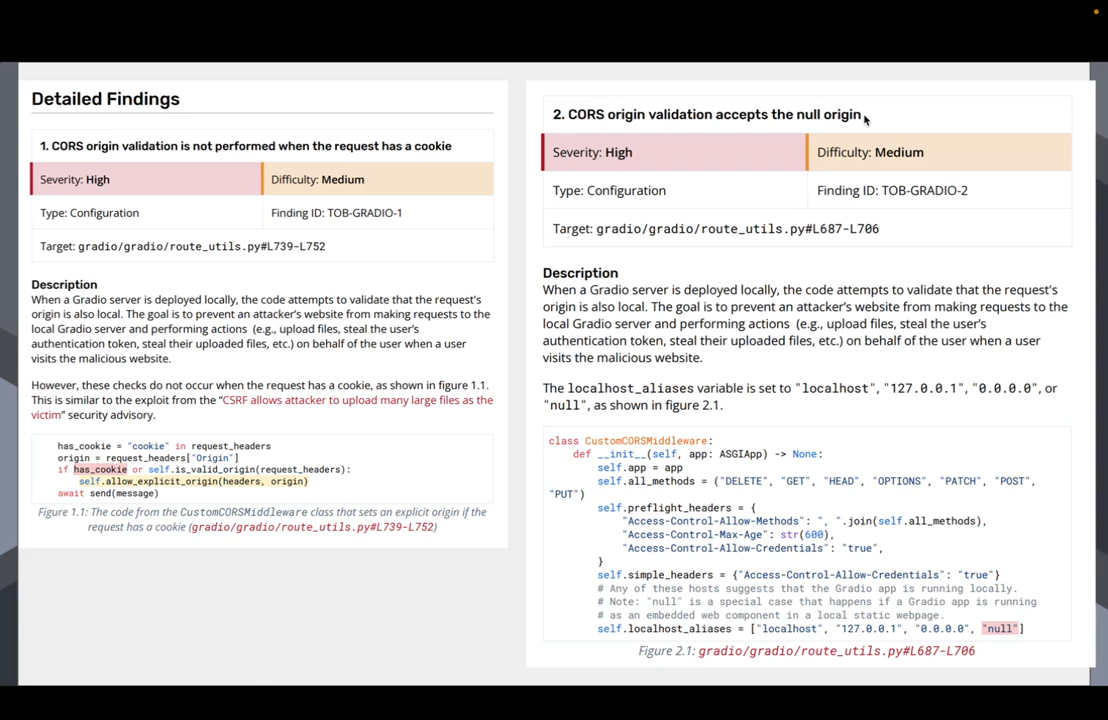 Detailed Findings
1. CORS origin validation is not performed when the request has a cookie
Severity: High
Difficulty: Medium
Type: Configuration
Finding ID: TOB-GRADIO-1
Target: gradio/gradio/route_utils.py#L739-L752
Description
When a Gradio server is deployed locally, the code attempts to validate that the request's
origin is also local. The goal is to prevent an attacker's website from making requests to the
local Gradio server and performing actions (e.g., upload files, steal the user's
authentication token, steal their uploaded files, etc.) on behalf of the user when a user
visits the malicious website.
However, these checks do not occur when the request has a cookie, as shown in figure 1.1.
This is similar to the exploit from the “CSRF allows attacker to upload many large files as the
victim” security advisory.
has_cookie = "cookie" in request_headers
origin = request_headers["Origin"]
if has_cookie or self.is_valid_origin(request_headers):
self.allow_explicit_origin(headers, origin)
await send(message)
Figure 1.1: The code from the CustomCORSMiddleware class that sets an explicit origin if the
request has a cookie (gradio/gradio/route_utils.py#L739-L752)
2. CORS origin validation accepts the null origin
Severity: High
Difficulty: Medium
Type: Configuration
Finding ID: TOB-GRADIO-2
Target: gradio/gradio/route_utils.py#L687-L706
Description
When a Gradio server is deployed locally, the code attempts to validate that the request's
origin is also local. The goal is to prevent an attacker's website from making requests to the
local Gradio server and performing actions (e.g., upload files, steal the user's
authentication token, steal their uploaded files, etc.) on behalf of the user when a user
visits the malicious website.
The localhost_aliases variable is set to "localhost", "127.0.0.1", "0.0.0.0", or
"null", as shown in figure 2.1.
class CustomCORSMiddleware:
def __init__(self, app: ASGIApp) -> None:
self.app = app
self.all_methods = ("DELETE", "GET", "HEAD", "OPTIONS", "PATCH", "POST",
"PUT")
self.preflight_headers = {
"Access-Control-Allow-Methods": ", ".join(self.all_methods),
"Access-Control-Max-Age": str(600),
"Access-Control-Allow-Credentials": "true",
}
self.simple_headers = {"Access-Control-Allow-Credentials": "true"}
# Any of these hosts suggests that the Gradio app is running locally.
# Note: "null" is a special case that happens if a Gradio app is running
# as an embedded web component in a local static webpage.
self.localhost_aliases = ["localhost", "127.0.0.1", "0.0.0.0", "null"]
Figure 2.1: gradio/gradio/route_utils.py#L687-L706